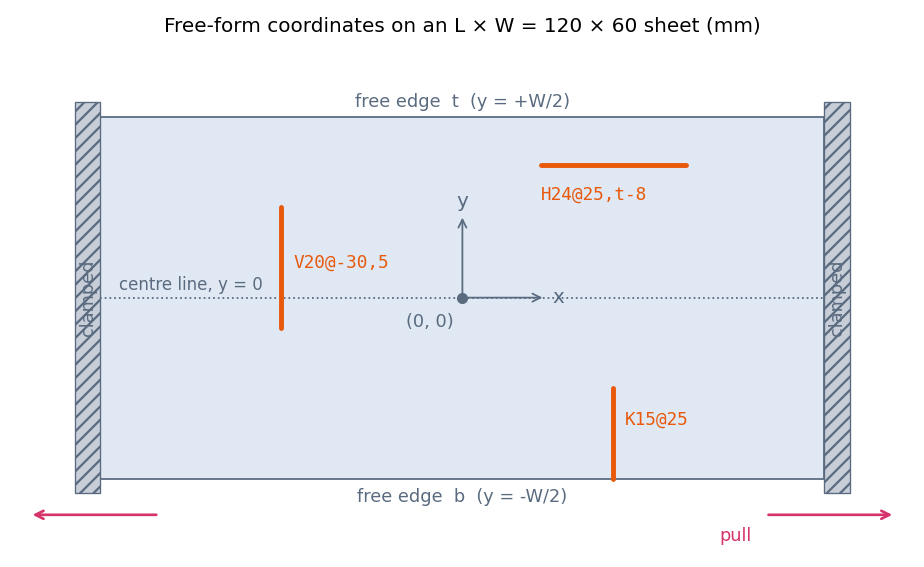 Free-form coordinates on an L × W = 120 × 60 sheet (mm)
free edge  t  (y = +W/2)
H24@25,t-8
y
V20@-30,5
clamped
centre line, y = 0
x
clamped
(0, 0)
K15@25
free edge  b  (y = -W/2)
pull